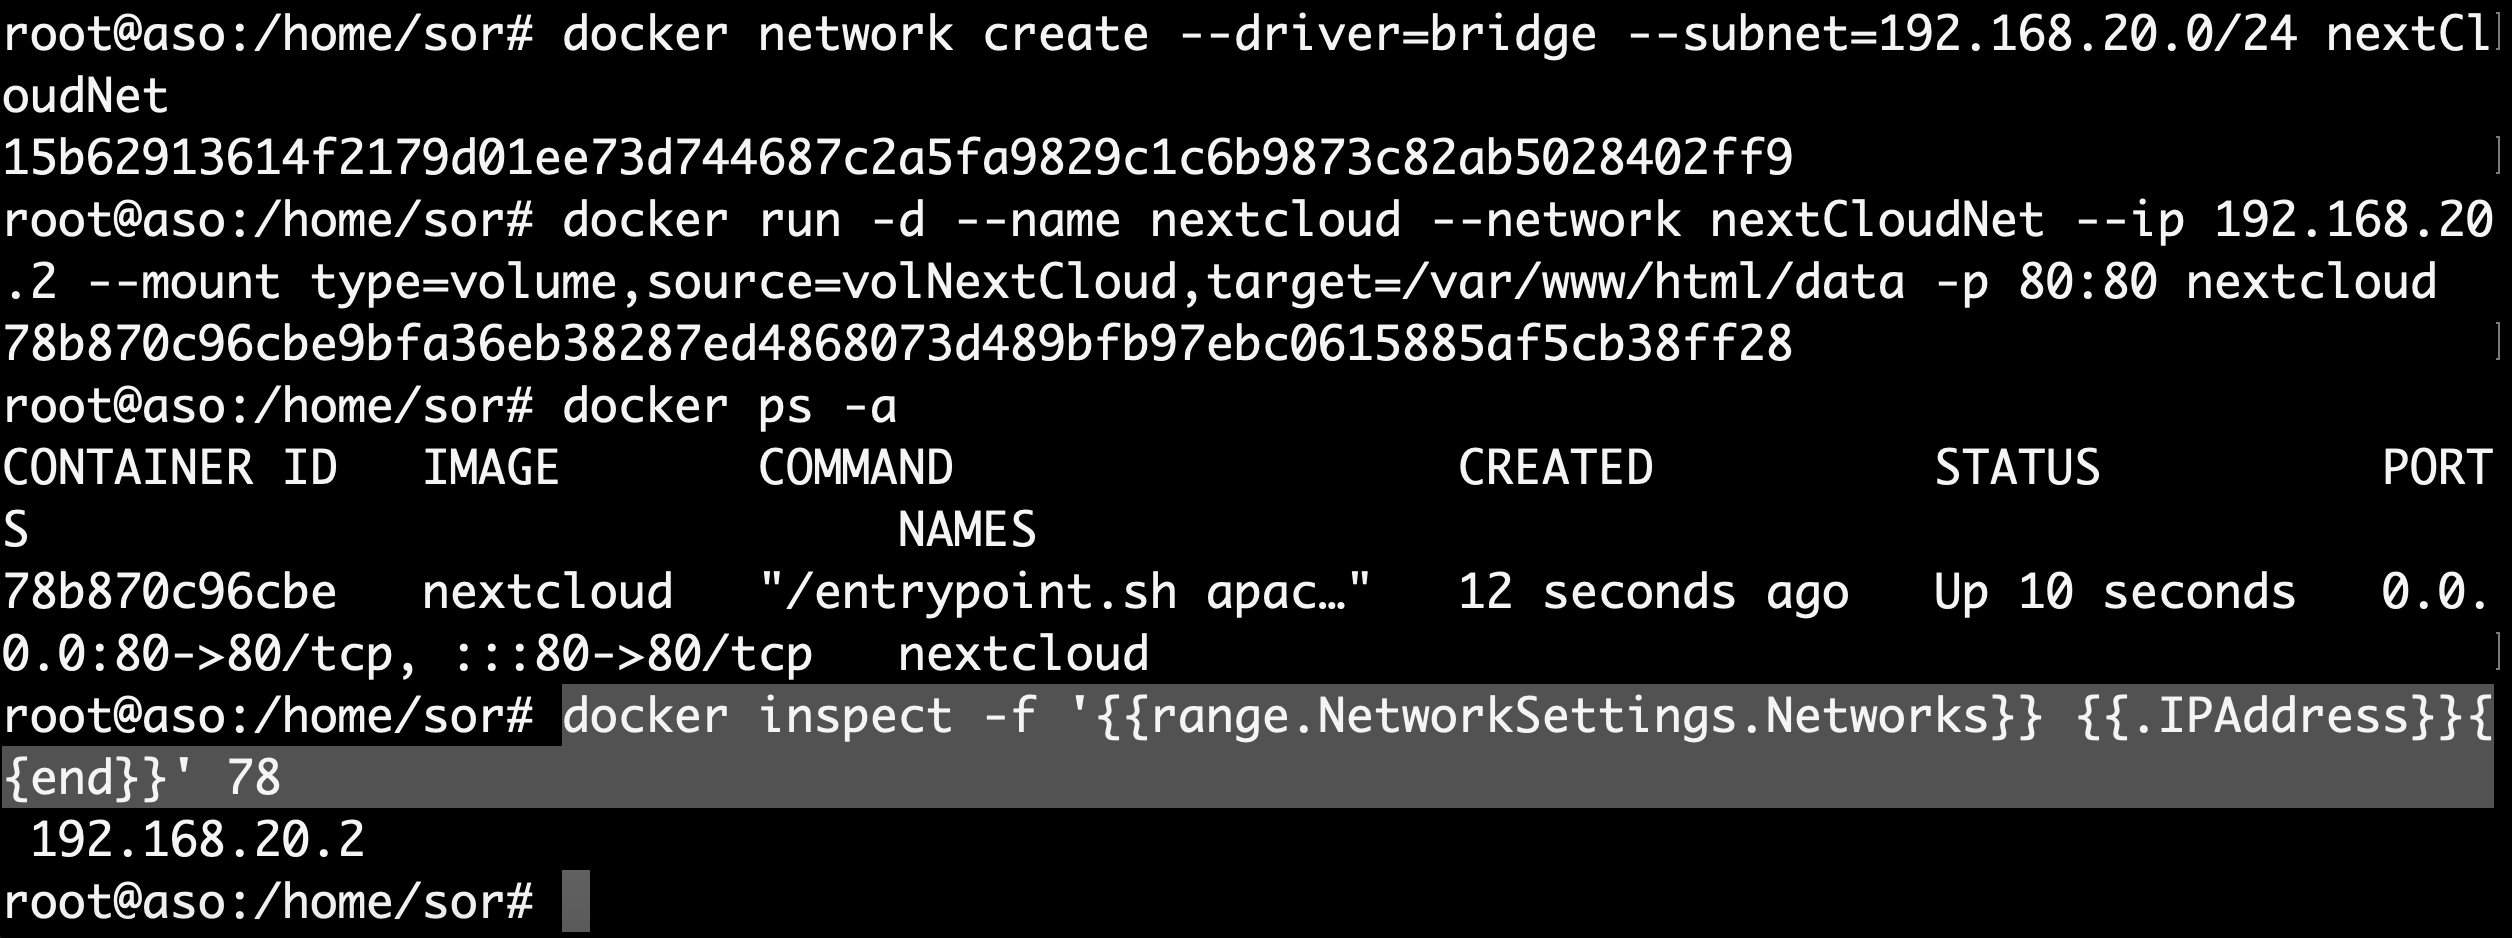 root@aso:/home/sor# docker network create --driver=bridge --subnet=192.168.20.0/24 nextCl
oudNet
15b62913614f2179d01ee73d744687c2a5fa9829c1c6b9873c82ab5028402ff9
root@aso:/home/sor# docker run -d --name nextcloud --network nextCloudNet --ip 192.168.20
.2 --mount type=volume,source=volNextCloud,target=/var/www/html/data -p 80:80 nextcloud
78b870c96cbe9bfa36eb38287ed4868073d489bfb97ebc0615885af5cb38ff28
root@aso:/home/sor# docker ps -a
CONTAINER ID   IMAGE       COMMAND                  CREATED          STATUS          PORT
S                               NAMES
78b870c96cbe   nextcloud   "/entrypoint.sh apac…"   12 seconds ago   Up 10 seconds   0.0.
0.0:80->80/tcp, :::80->80/tcp   nextcloud
root@aso:/home/sor# docker inspect -f '{{range.NetworkSettings.Networks}} {{.IPAddress}}{
{end}}' 78
 192.168.20.2
root@aso:/home/sor#